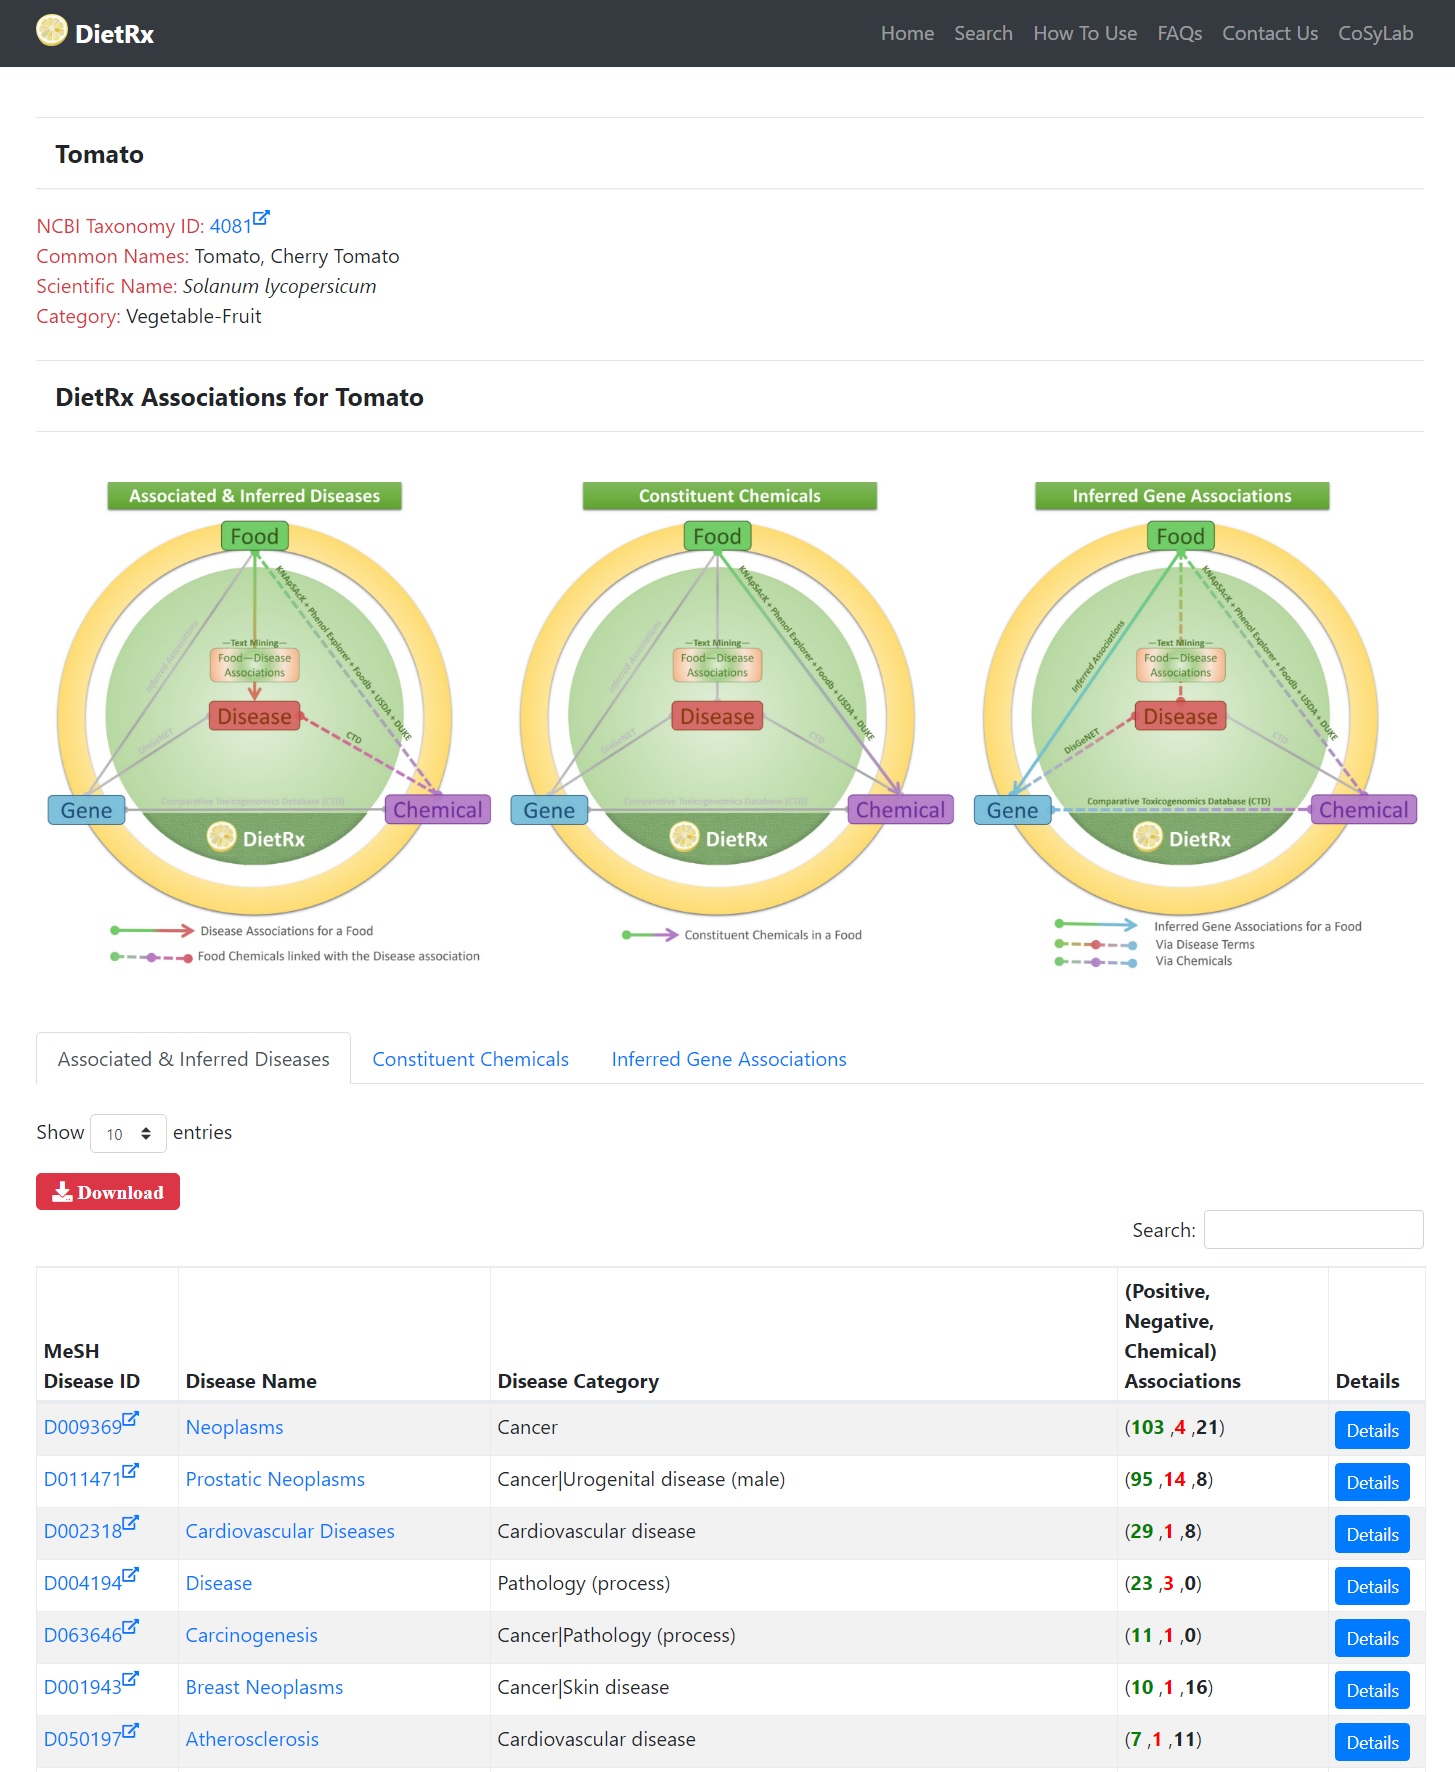 DietRx
Home Search How To Use FAQs Contact Us CoSyLab
Tomato
NCBI Taxonomy ID: 4081
Common Names: Tomato, Cherry Tomato
Scientific Name: Solanum lycopersicum
Category: Vegetable-Fruit
DietRx Associations for Tomato
Associated & Inferred Diseases
Food
KNApSAcK + Phenol Explorer + Foodb + USDA + DUKE
Inferred Associations
—Text Mining—
Food—Disease
Associations
Disease
DisGeNET
CTD
Comparative Toxicogenomics Database (CTD)
Gene
Chemical
DietRx
Disease Associations for a Food
Food Chemicals linked with the Disease association
Constituent Chemicals
Food
KNApSAcK + Phenol Explorer + Foodb + USDA + DUKE
Inferred Associations
—Text Mining—
Food—Disease
Associations
Disease
DisGeNET
CTD
Comparative Toxicogenomics Database (CTD)
Gene
Chemical
DietRx
Constituent Chemicals in a Food
Inferred Gene Associations
Food
KNApSAcK + Phenol Explorer + Foodb + USDA + DUKE
Inferred Associations
—Text Mining—
Food—Disease
Associations
Disease
DisGeNET
CTD
Comparative Toxicogenomics Database (CTD)
Gene
Chemical
DietRx
Inferred Gene Associations for a Food
Via Disease Terms
Via Chemicals
Associated & Inferred Diseases Constituent Chemicals Inferred Gene Associations
Show 10 entries
Download
Search:
MeSH
Disease ID
Disease Name
Disease Category
(Positive,
Negative,
Chemical)
Associations
Details
D009369 Neoplasms Cancer (103 ,4 ,21) Details
D011471 Prostatic Neoplasms Cancer|Urogenital disease (male) (95 ,14 ,8) Details
D002318 Cardiovascular Diseases Cardiovascular disease (29 ,1 ,8) Details
D004194 Disease Pathology (process) (23 ,3 ,0) Details
D063646 Carcinogenesis Cancer|Pathology (process) (11 ,1 ,0) Details
D001943 Breast Neoplasms Cancer|Skin disease (10 ,1 ,16) Details
D050197 Atherosclerosis Cardiovascular disease (7 ,1 ,11) Details